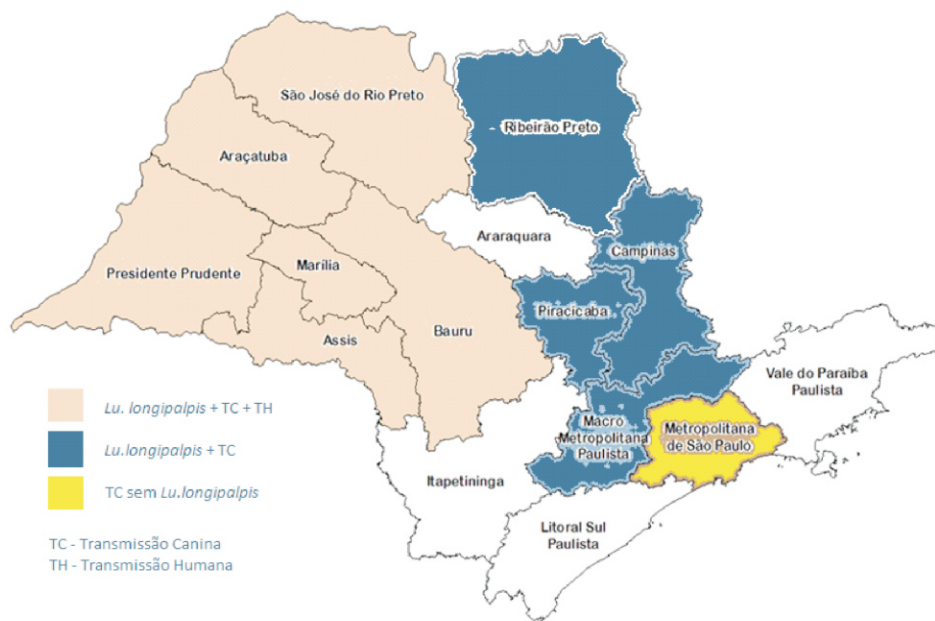 São José do Rio Preto
Ribeirão Preto
Araçatuba
Araraquara
Campinas
Marília
Presidente Prudente
Piracicaba
Bauru
Assis
Vale do Paraíba
Paulista
Lu. longipalpis + TC + TH
Macro
Metropolitana
Paulista
Metropolitana
de São Paulo
Lu.longipalpis + TC
Itapetininga
TC sem Lu.longipalpis
Litoral Sul
Paulista
TC - Transmissão Canina
TH - Transmissão Humana